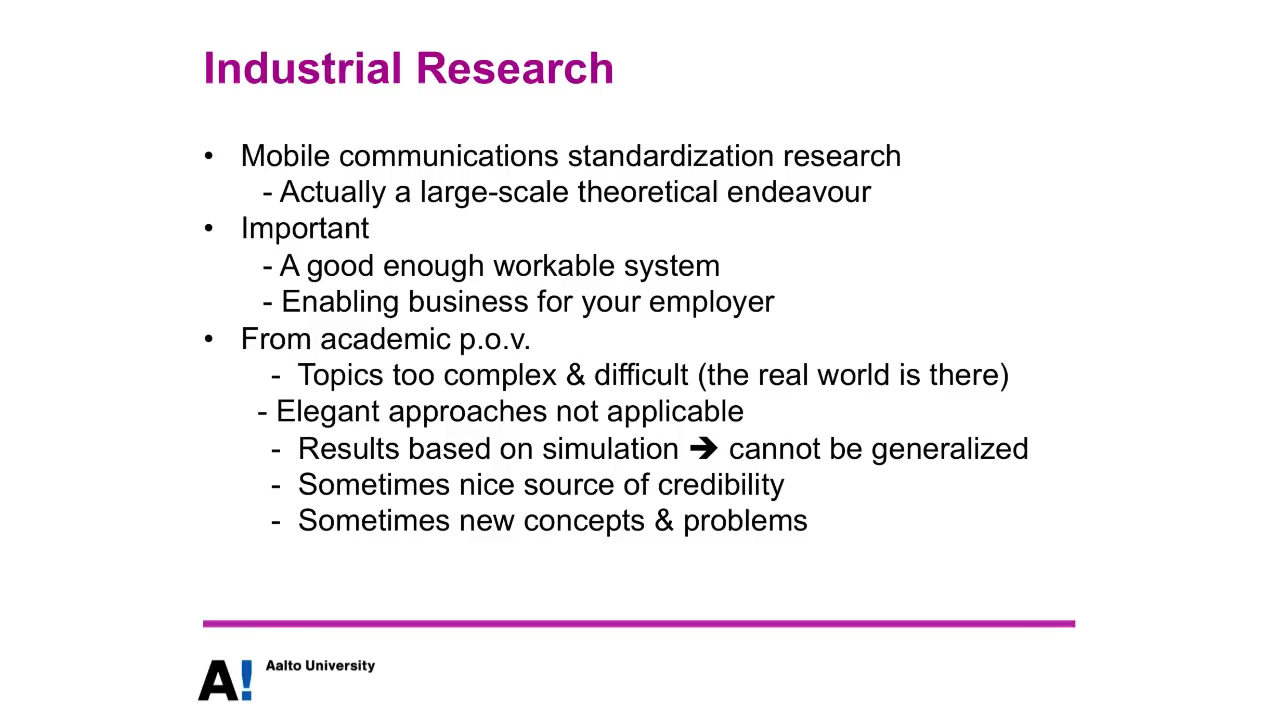 Industrial Research
• Mobile communications standardization research
- Actually a large-scale theoretical endeavour
• Important
- A good enough workable system
- Enabling business for your employer
• From academic p.o.v.
- Topics too complex & difficult (the real world is there)
- Elegant approaches not applicable
- Results based on simulation ➔ cannot be generalized
- Sometimes nice source of credibility
- Sometimes new concepts & problems
A! Aalto University